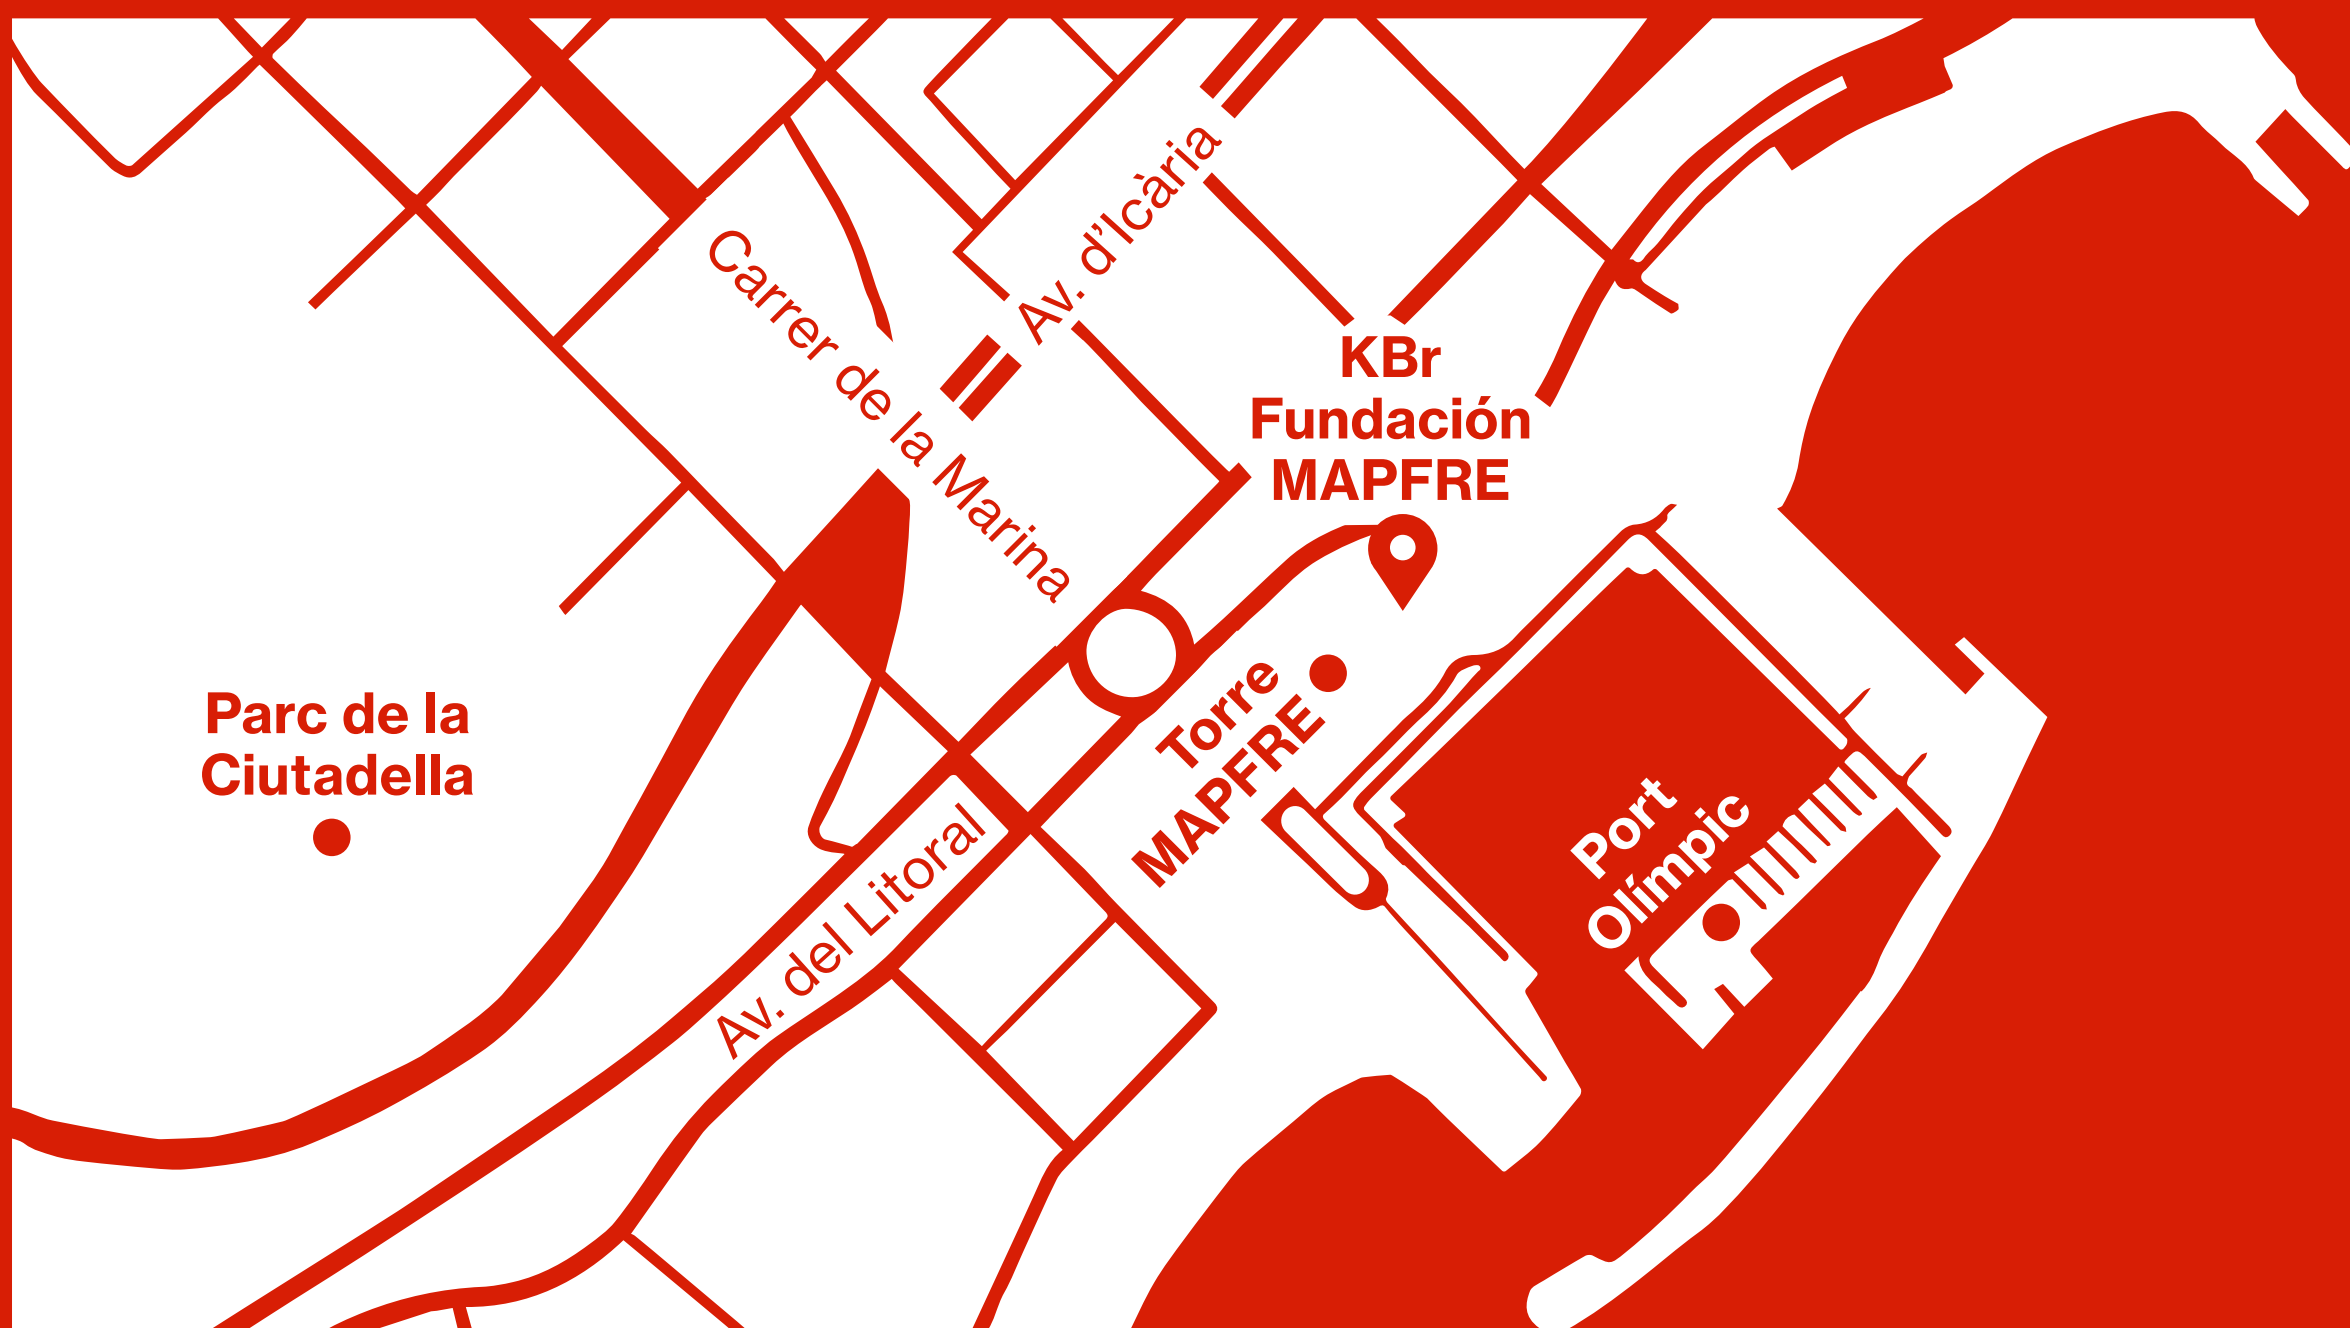 Av. d'Icària
Carrer de la Marina
KBr
Fundación
MAPFRE
Parc de la
Ciutadella
Torre
MAPFRE
Port
Olímpic
Av. del Litoral